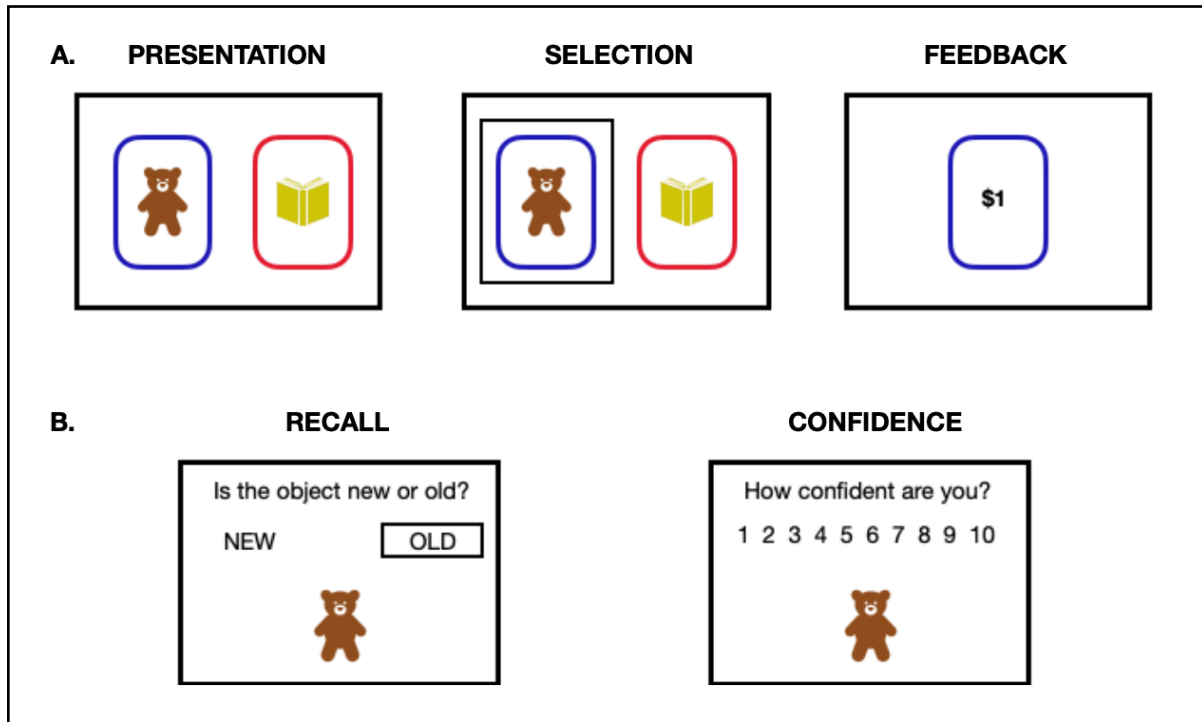 A. PRESENTATION SELECTION FEEDBACK
$1
B. RECALL CONFIDENCE
Is the object new or old? How confident are you?
NEW OLD 1 2 3 4 5 6 7 8 9 10